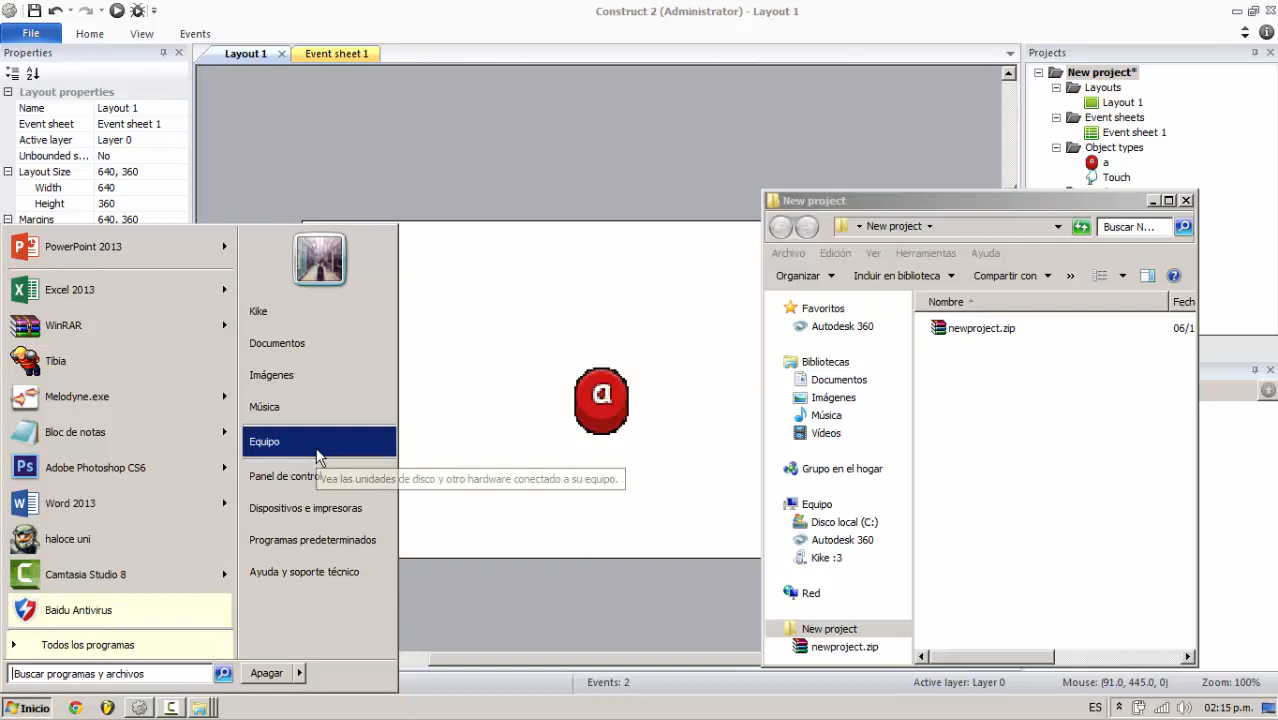 Construct 2 (Administrator) - Layout 1
File
Home
View
Events
Properties
Layout 1
Event sheet 1
Projects
Layout properties
Name
Layout 1
Event sheet
Event sheet 1
Active layer
Layer 0
Unbounded s...
No
Layout Size
640, 360
Width
640
Height
360
Margins
640, 360
New project*
Layouts
Layout 1
Event sheets
Event sheet 1
Object types
a
Touch
PowerPoint 2013
Excel 2013
WinRAR
Tibia
Melodyne.exe
Bloc de notas
Adobe Photoshop CS6
Word 2013
haloce uni
Camtasia Studio 8
Baidu Antivirus
Todos los programas
Buscar programas y archivos
Kike
Documentos
Imágenes
Música
Equipo
Panel de contro
Vea las unidades de disco y otro hardware conectado a su equipo.
Dispositivos e impresoras
Programas predeterminados
Ayuda y soporte técnico
Apagar
a
New project
New project
Buscar N...
Archivo
Edición
Ver
Herramientas
Ayuda
Organizar
Incluir en biblioteca
Compartir con
»
Favoritos
Autodesk 360
Bibliotecas
Documentos
Imágenes
Música
Vídeos
Grupo en el hogar
Equipo
Disco local (C:)
Autodesk 360
Kike :3
Red
New project
newproject.zip
Nombre
Fech
newproject.zip
06/1
Events: 2
Active layer: Layer 0
Mouse: (91.0, 445.0, 0)
Zoom: 100%
Inicio
ES
02:15 p.m.